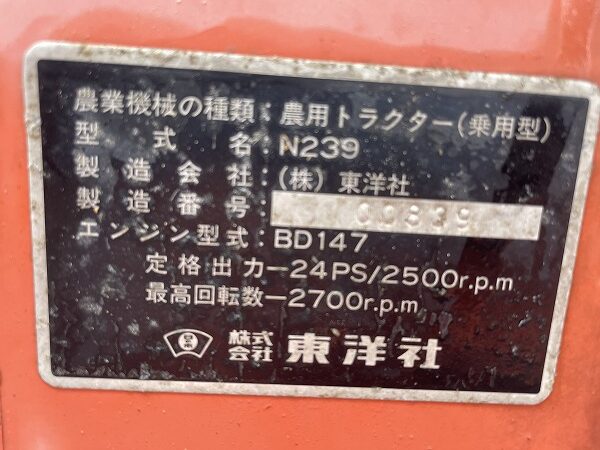 農業機械の種類：農用トラクター(乗用型)
型式名：N239
製造会社：(株)東洋社
製造番号 00839
エンジン型式：BD147
定格出力ー24PS/2500r.p.m
最高回転数ー2700r.p.m
株式会社 東洋社